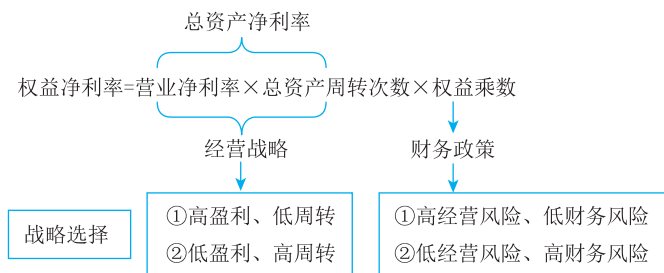 总资产净利率
权益净利率=营业净利率×总资产周转次数×权益乘数
经营战略
财务政策
战略选择
①高盈利、低周转
②低盈利、高周转
①高经营风险、低财务风险
②低经营风险、高财务风险